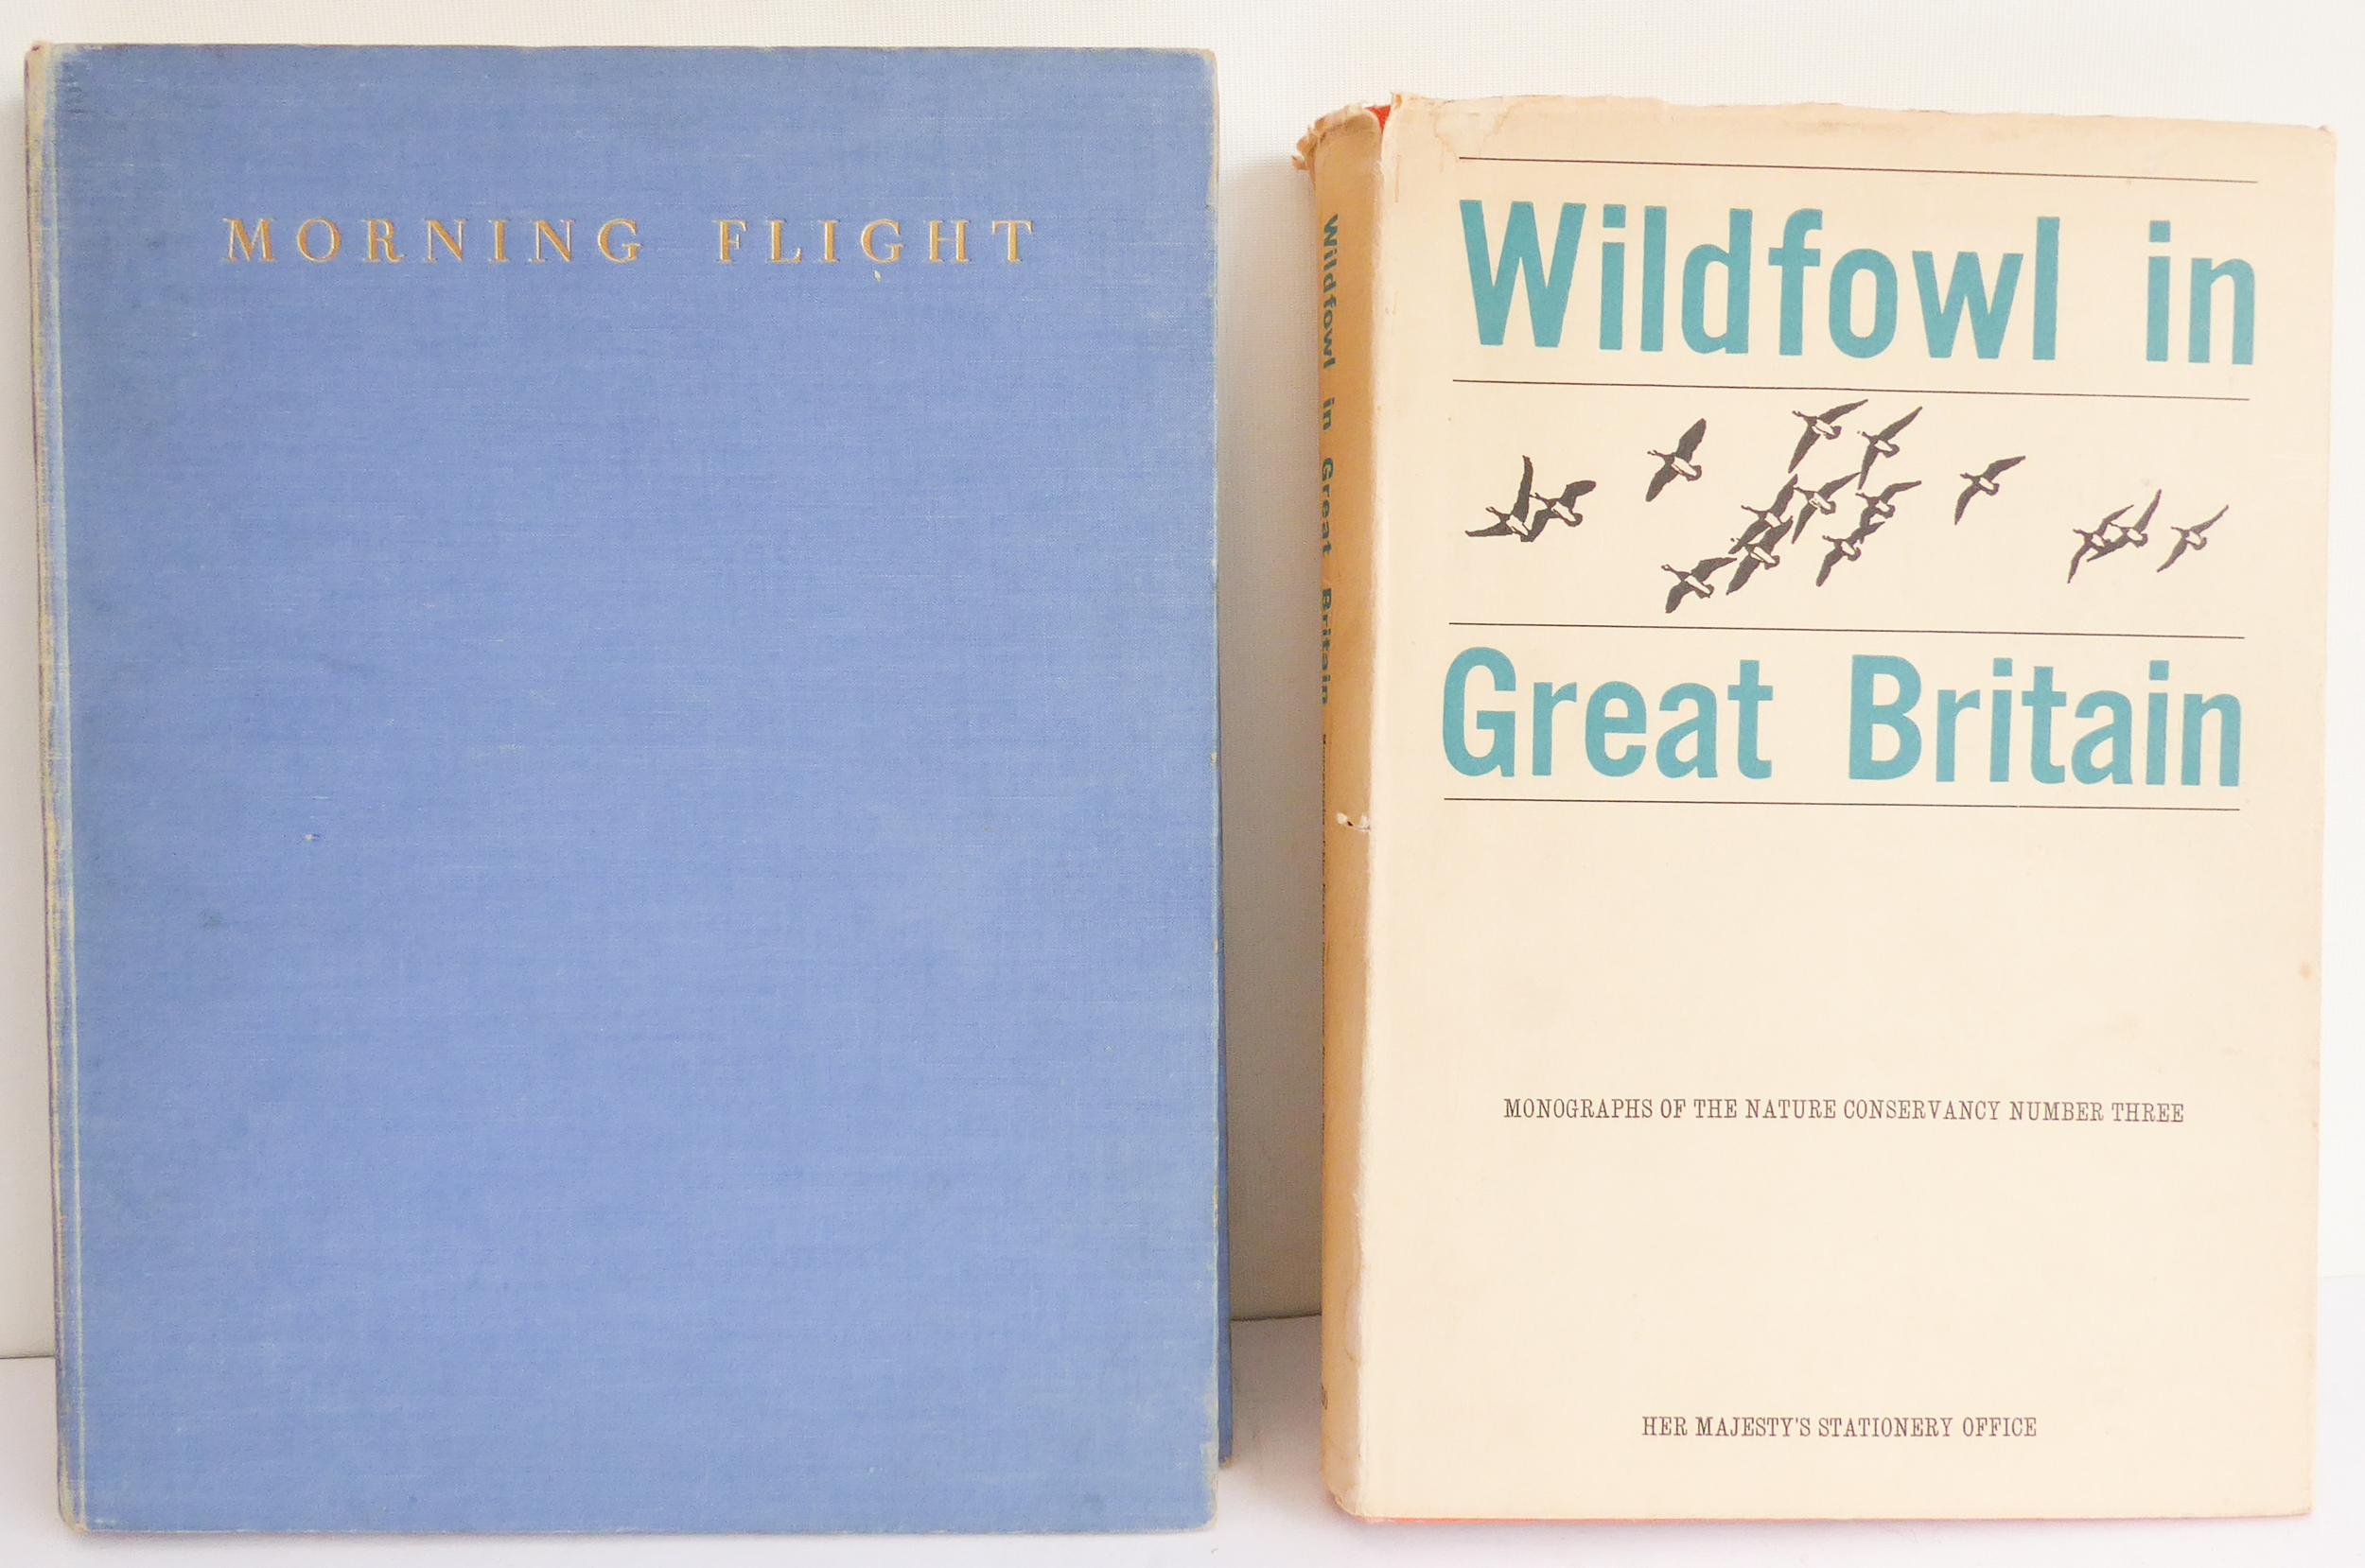 MORNING FLIGHT
Wildfowl in Great Britain
Wildfowl in
Great Britain
MONOGRAPHS OF THE NATURE CONSERVANCY NUMBER THREE
HER MAJESTY'S STATIONERY OFFICE